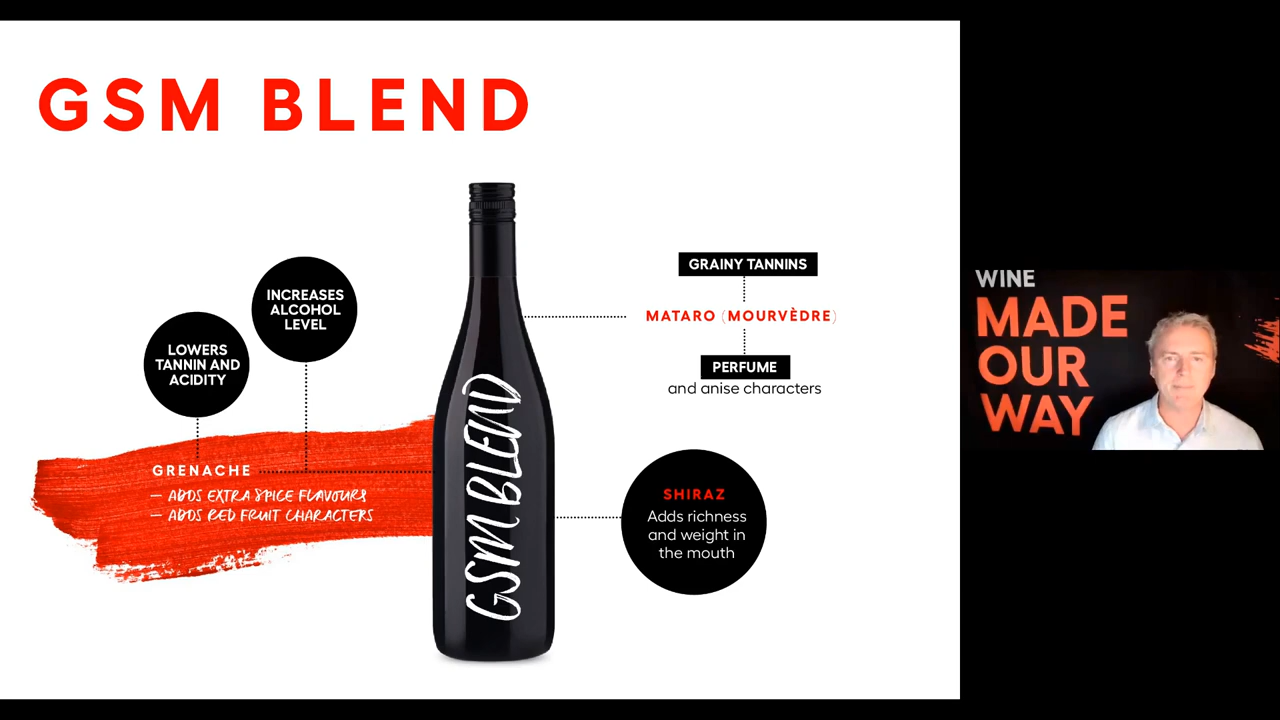 GSM BLEND
INCREASES
ALCOHOL
LEVEL
LOWERS
TANNIN AND
ACIDITY
GRENACHE
— ADDS EXTRA SPICE FLAVOURS
— ADDS RED FRUIT CHARACTERS
GSM BLEND
GRAINY TANNINS
MATARO (MOURVÈDRE)
PERFUME
and anise characters
SHIRAZ
Adds richness
and weight in
the mouth
WINE
MADE
OUR
WAY